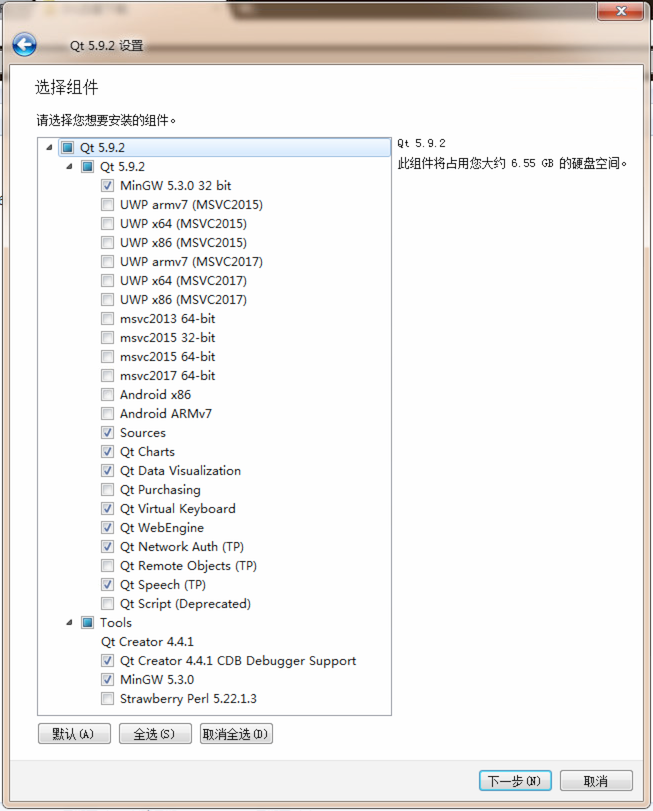 Qt 5.9.2 设置
选择组件
请选择您想要安装的组件。
Qt 5.9.2
Qt 5.9.2
MinGW 5.3.0 32 bit
UWP armv7 (MSVC2015)
UWP x64 (MSVC2015)
UWP x86 (MSVC2015)
UWP armv7 (MSVC2017)
UWP x64 (MSVC2017)
UWP x86 (MSVC2017)
msvc2013 64-bit
msvc2015 32-bit
msvc2015 64-bit
msvc2017 64-bit
Android x86
Android ARMv7
Sources
Qt Charts
Qt Data Visualization
Qt Purchasing
Qt Virtual Keyboard
Qt WebEngine
Qt Network Auth (TP)
Qt Remote Objects (TP)
Qt Speech (TP)
Qt Script (Deprecated)
Tools
Qt Creator 4.4.1
Qt Creator 4.4.1 CDB Debugger Support
MinGW 5.3.0
Strawberry Perl 5.22.1.3
Qt 5.9.2
此组件将占用您大约 6.55 GB 的硬盘空间。
默认(A)
全选(S)
取消全选(D)
下一步(N)
取消